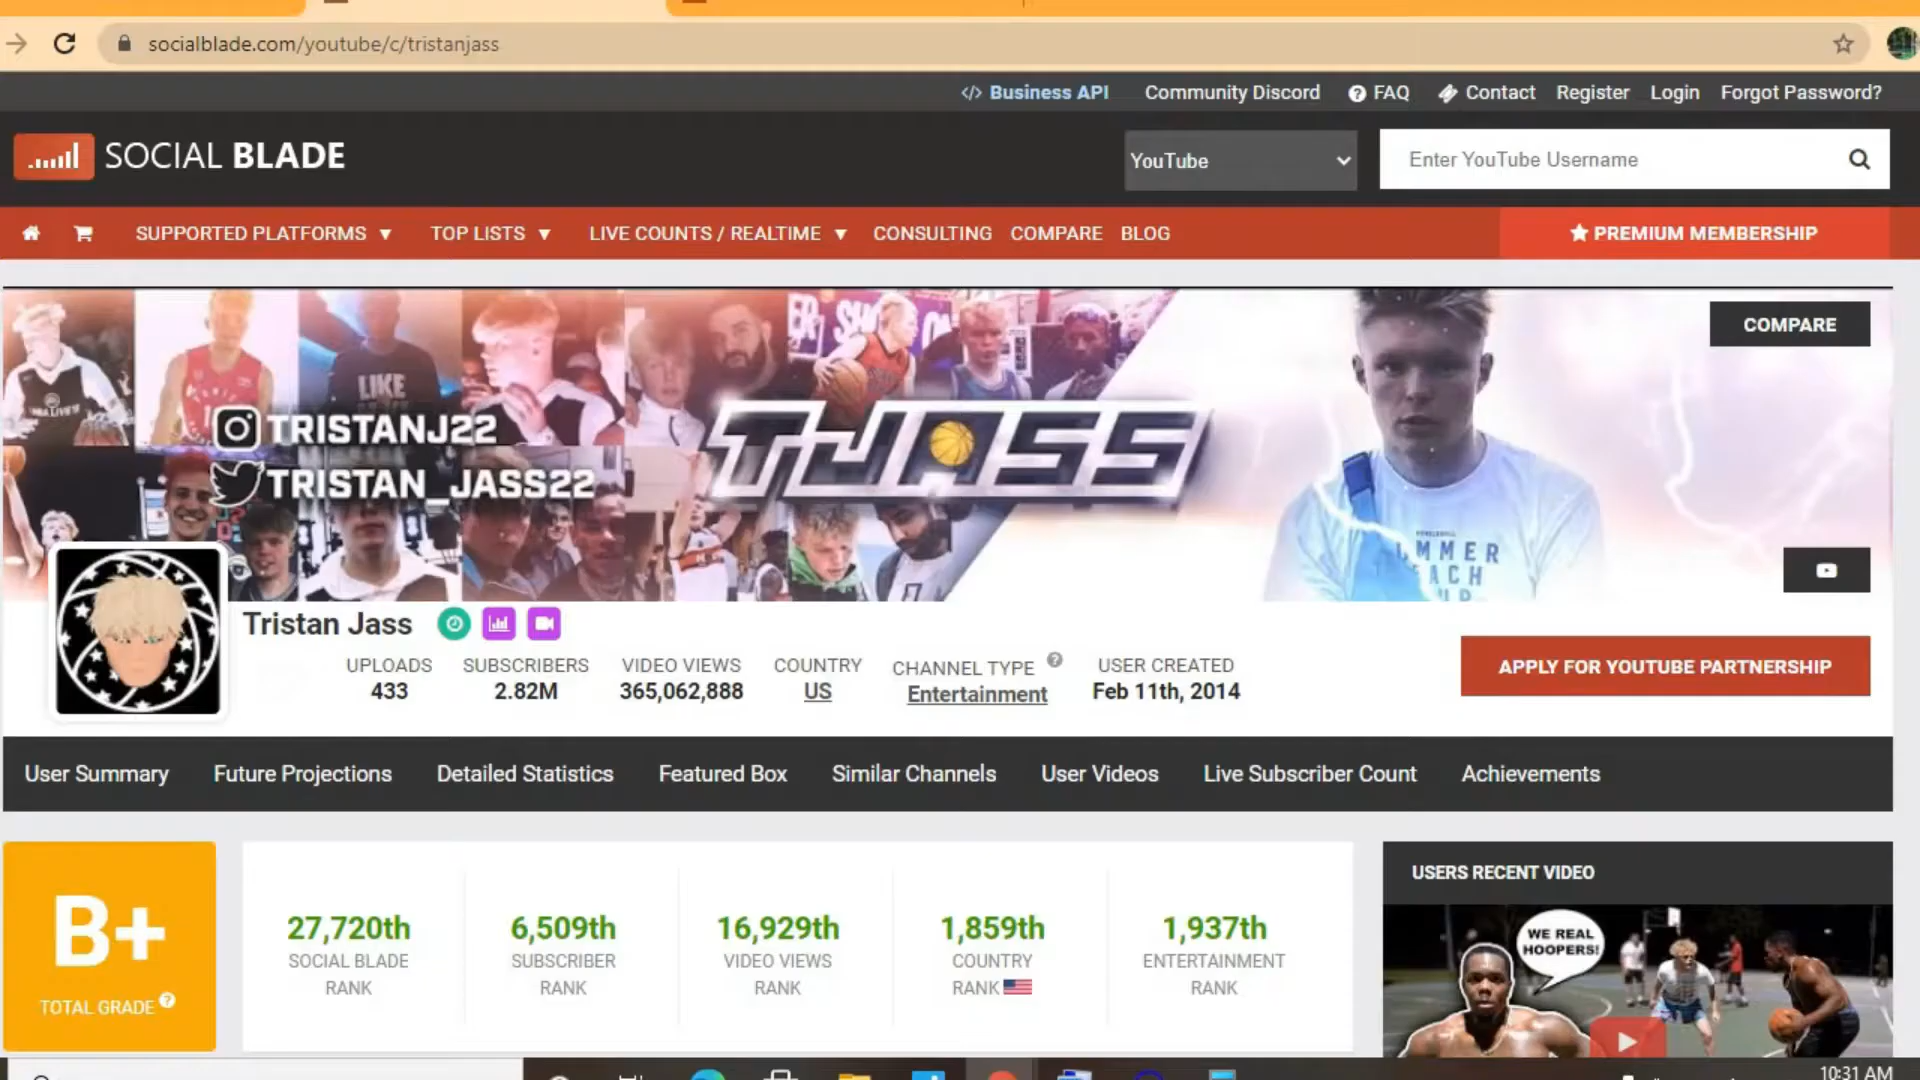 socialblade.com/youtube/c/tristanjass
</> Business API Community Discord FAQ Contact Register Login Forgot Password?
SOCIAL BLADE
YouTube
Enter YouTube Username
SUPPORTED PLATFORMS ▼ TOP LISTS ▼ LIVE COUNTS / REALTIME ▼ CONSULTING COMPARE BLOG
PREMIUM MEMBERSHIP
COMPARE
LIKE
TRISTANJ22
TRISTAN_JASS22
TJASS
Tristan Jass
UPLOADS
433
SUBSCRIBERS
2.82M
VIDEO VIEWS
365,062,888
COUNTRY
US
CHANNEL TYPE
Entertainment
USER CREATED
Feb 11th, 2014
APPLY FOR YOUTUBE PARTNERSHIP
User Summary Future Projections Detailed Statistics Featured Box Similar Channels User Videos Live Subscriber Count Achievements
B+
TOTAL GRADE
27,720th
SOCIAL BLADE
RANK
6,509th
SUBSCRIBER
RANK
16,929th
VIDEO VIEWS
RANK
1,859th
COUNTRY
RANK
1,937th
ENTERTAINMENT
RANK
USERS RECENT VIDEO
WE REAL
HOOPERS!
10:31 AM